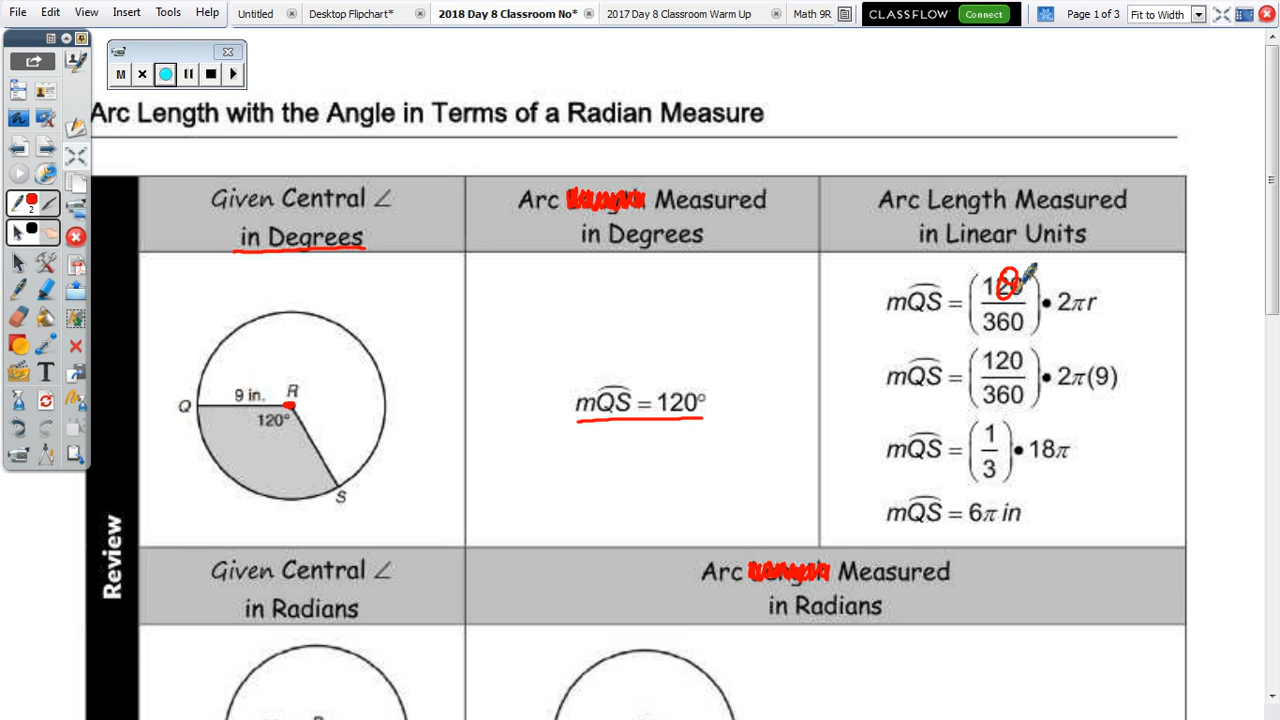 File Edit View Insert Tools Help Untitled Desktop Flipchart* 2018 Day 8 Classroom No* 2017 Day 8 Classroom Warm Up Math 9R CLASSFLOW Connect Page 1 of 3 Fit to Width
M
Arc Length with the Angle in Terms of a Radian Measure
Given Central ∠
in Degrees
Arc Measured
in Degrees
Arc Length Measured
in Linear Units
Review
9 in.
R
Q
120°
S
mQS = 120°
mQS = (120/360) • 2πr
mQS = (120/360) • 2π(9)
mQS = (1/3) • 18π
mQS = 6π in
Given Central ∠
in Radians
Arc Measured
in Radians
2
T